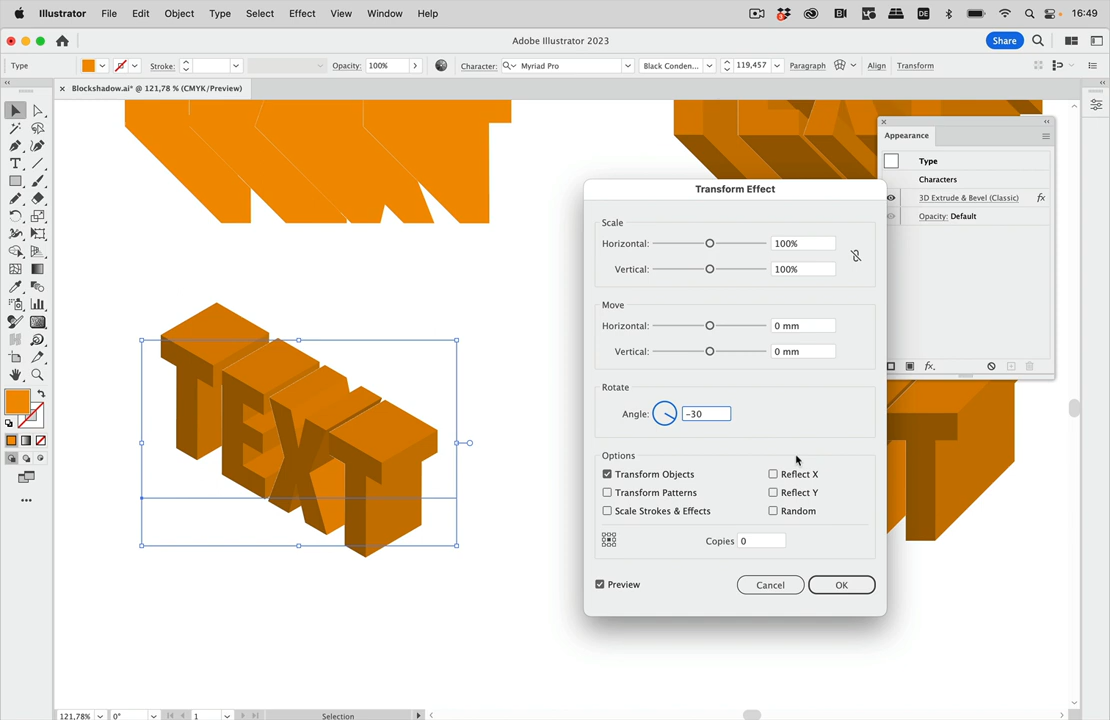 Illustrator File Edit Object Type Select Effect View Window Help DE 16:49
Adobe Illustrator 2023 Share
Type Stroke: Opacity: 100% Character: Myriad Pro Black Conden... 119,457 Paragraph Align Transform
Blockshadow.ai* @ 121,78 % (CMYK/Preview)
Appearance
Type
Characters
3D Extrude & Bevel (Classic) fx
Opacity: Default
fx.
Transform Effect
Scale
Horizontal: 100%
Vertical: 100%
Move
Horizontal: 0 mm
Vertical: 0 mm
Rotate
Angle: -30
Options
Transform Objects Reflect X
Transform Patterns Reflect Y
Scale Strokes & Effects Random
Copies 0
Preview Cancel OK
TEXT
121,78% 0° 1 Selection